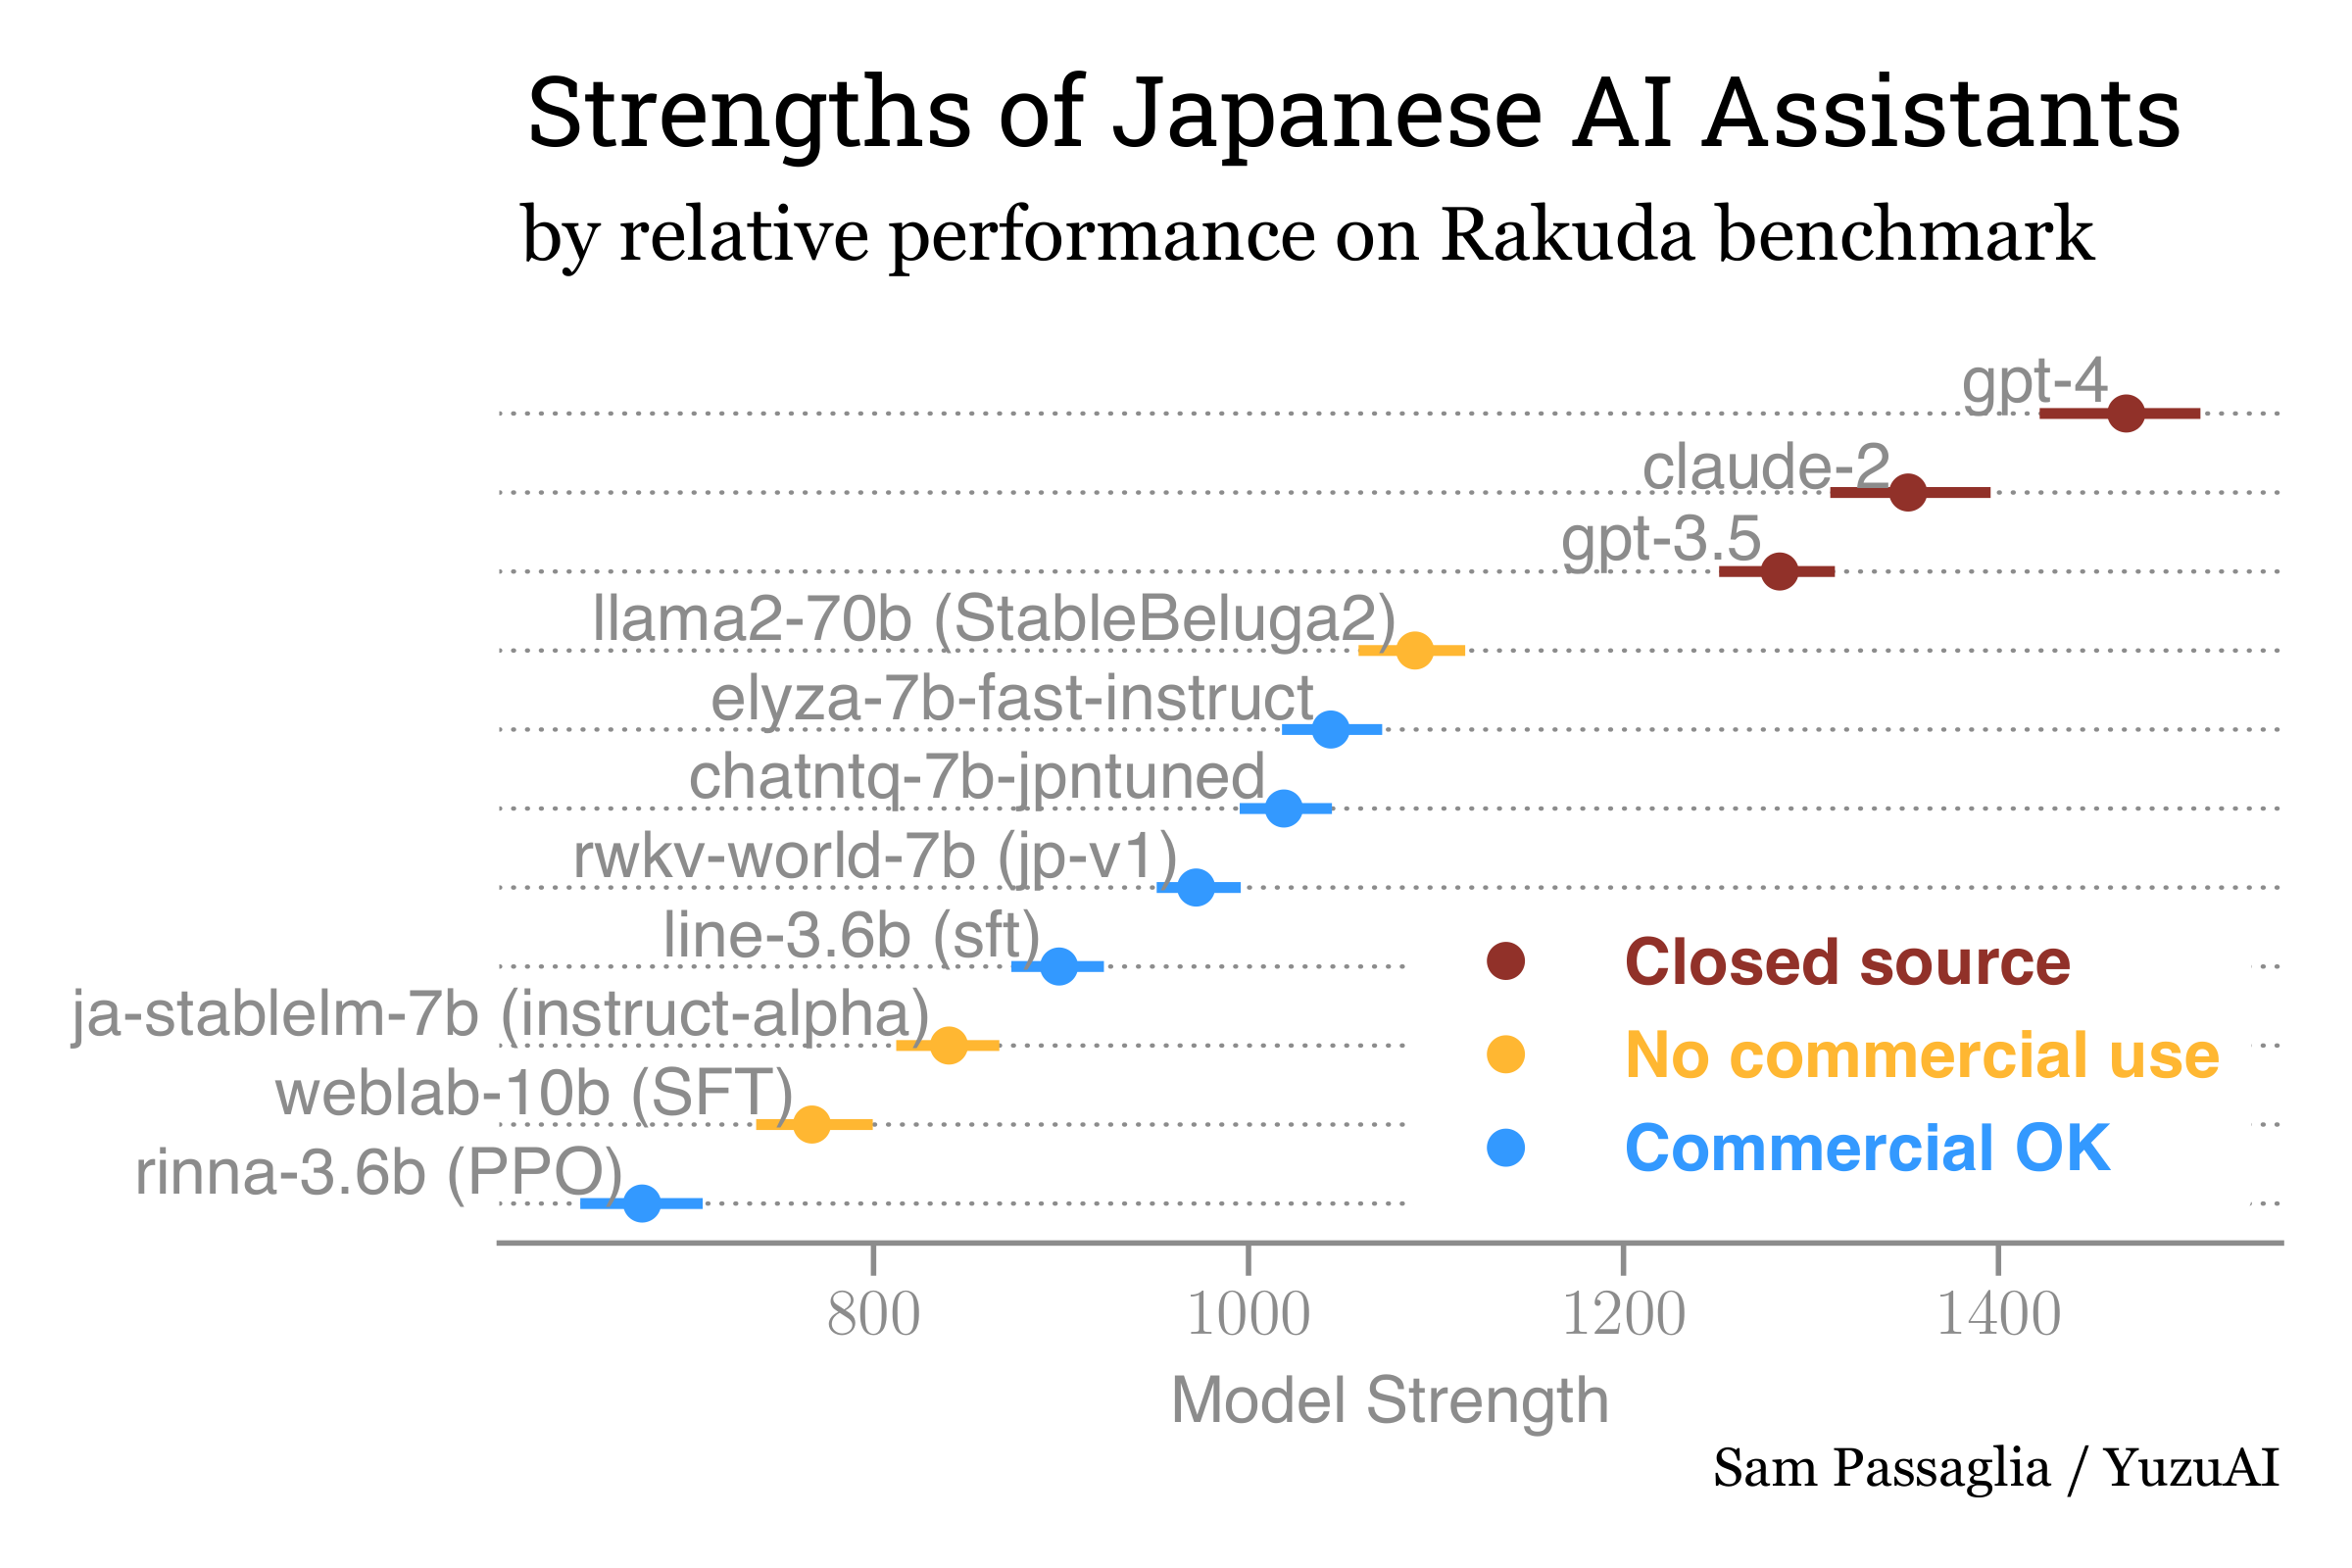 Strengths of Japanese AI Assistants
by relative performance on Rakuda benchmark
gpt-4
claude-2
gpt-3.5
llama2-70b (StableBeluga2)
elyza-7b-fast-instruct
chatntq-7b-jpntuned
rwkv-world-7b (jp-v1)
line-3.6b (sft)
ja-stablelm-7b (instruct-alpha)
weblab-10b (SFT)
rinna-3.6b (PPO)
Closed source
No commercial use
Commercial OK
800 1000 1200 1400
Model Strength
Sam Passaglia / YuzuAI